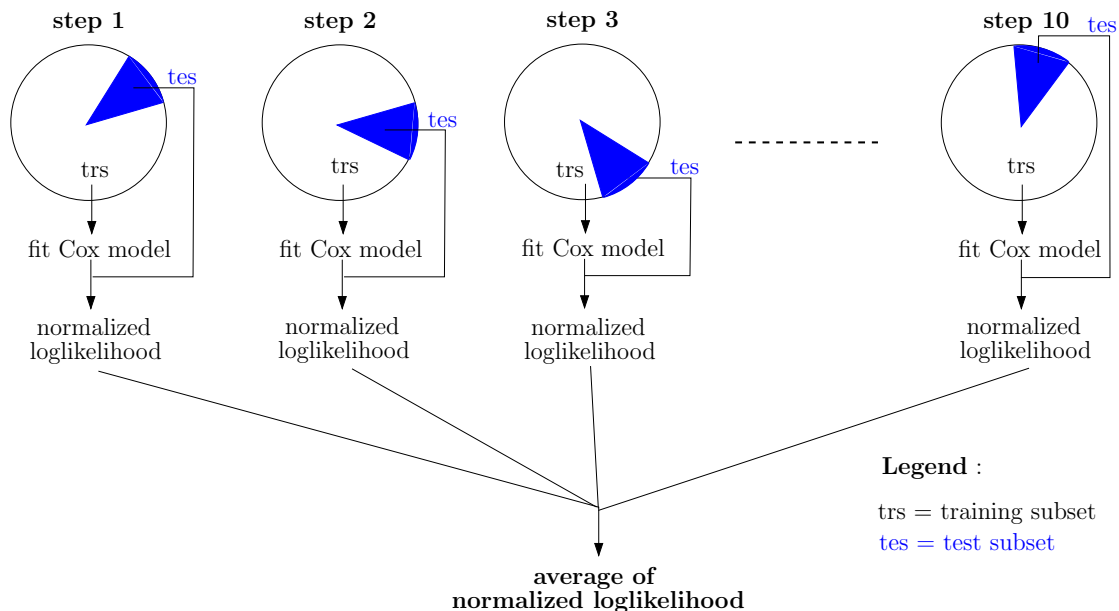 step 1
step 2
step 3
step 10
tes
tes
tes
tes
trs
trs
trs
trs
fit Cox model
fit Cox model
fit Cox model
fit Cox model
normalized
loglikelihood
normalized
loglikelihood
normalized
loglikelihood
normalized
loglikelihood
Legend :
trs = training subset
tes = test subset
average of
normalized loglikelihood